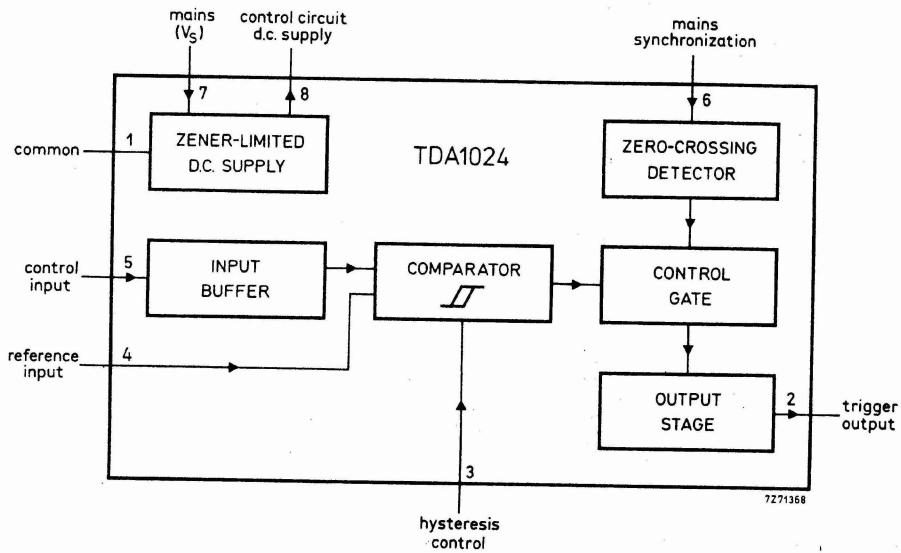 mains
(VS)
control circuit
d.c. supply
mains
synchronization
7
8
6
common
1
ZENER-LIMITED
D.C. SUPPLY
TDA1024
ZERO-CROSSING
DETECTOR
control
input
5
INPUT
BUFFER
COMPARATOR
CONTROL
GATE
reference
input
4
OUTPUT
STAGE
2
trigger
output
3
7Z71368
hysteresis
control